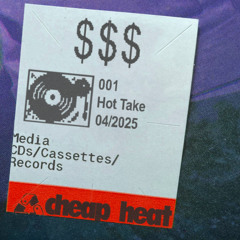 $$$
001
Hot Take
04/2025
Media
CDs/Cassettes/
Records
cheap heat